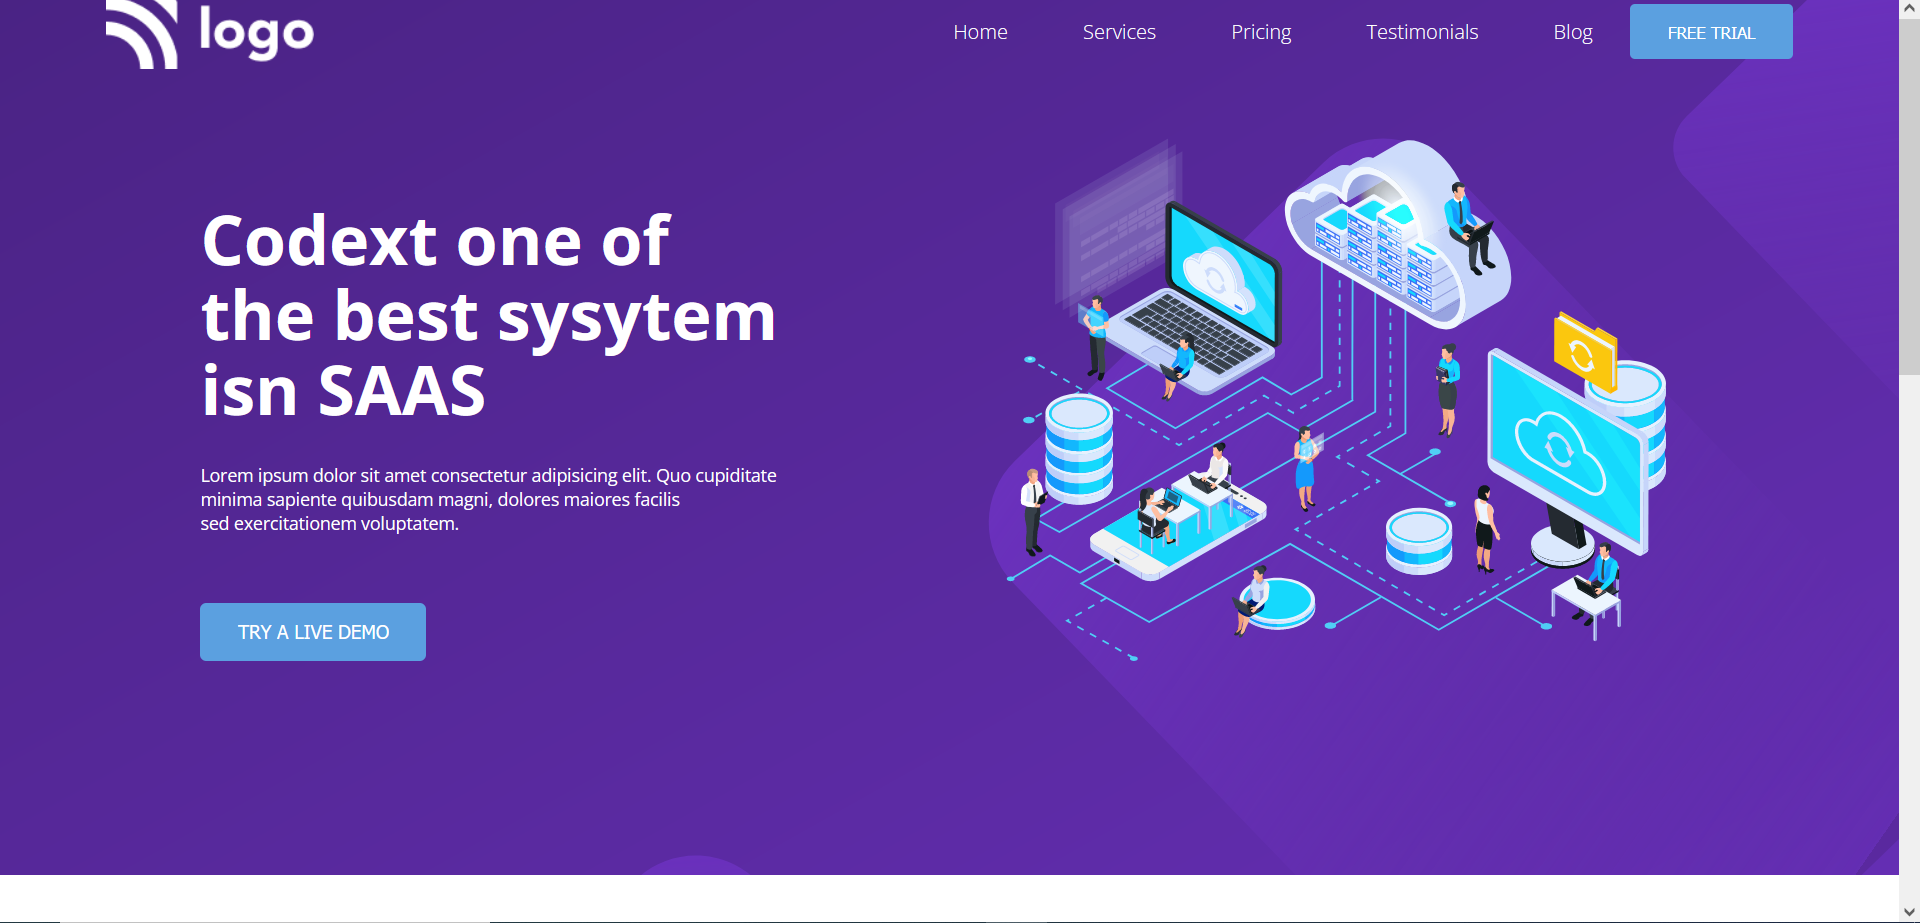 logo
Home
Services
Pricing
Testimonials
Blog
FREE TRIAL
Codext one of
the best sysytem
isn SAAS
Lorem ipsum dolor sit amet consectetur adipisicing elit. Quo cupiditate
minima sapiente quibusdam magni, dolores maiores facilis
sed exercitationem voluptatem.
TRY A LIVE DEMO